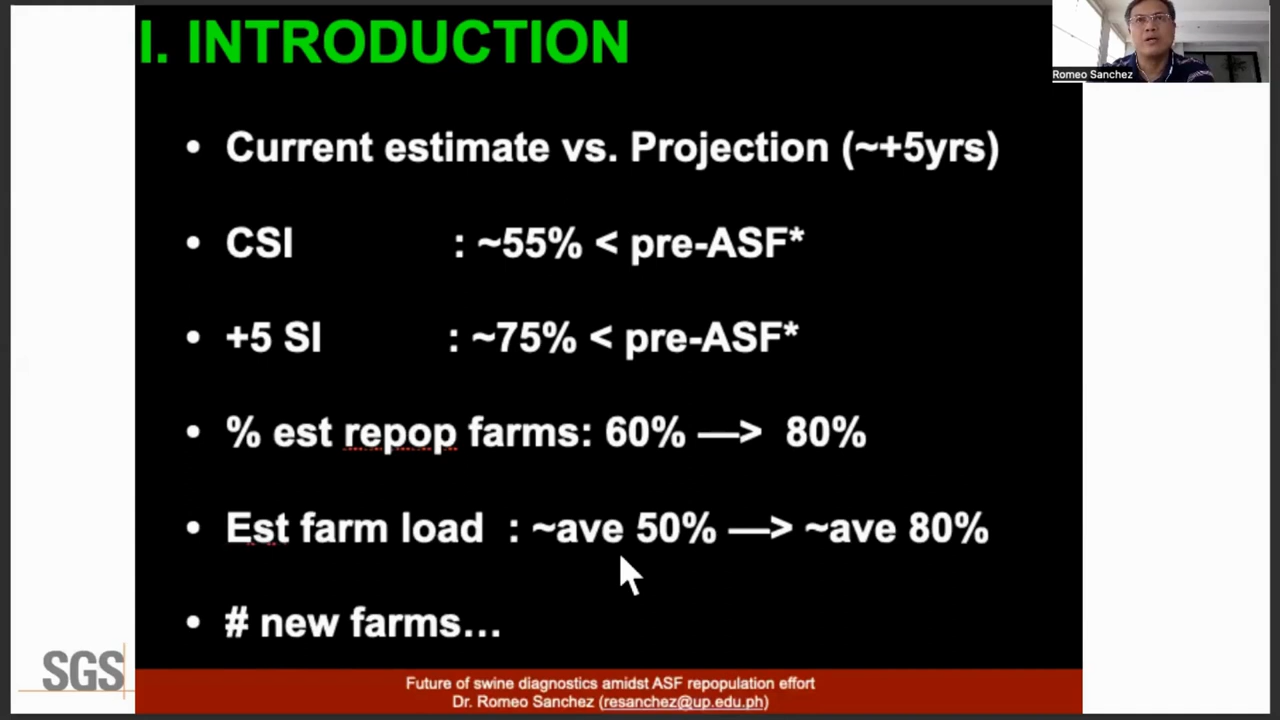 I. INTRODUCTION
Romeo Sanchez
• Current estimate vs. Projection (~+5yrs)
• CSI : ~55% < pre-ASF*
• +5 SI : ~75% < pre-ASF*
• % est repop farms: 60% —> 80%
• Est farm load : ~ave 50% —> ~ave 80%
• # new farms…
SGS
Future of swine diagnostics amidst ASF repopulation effort
Dr. Romeo Sanchez (resanchez@up.edu.ph)